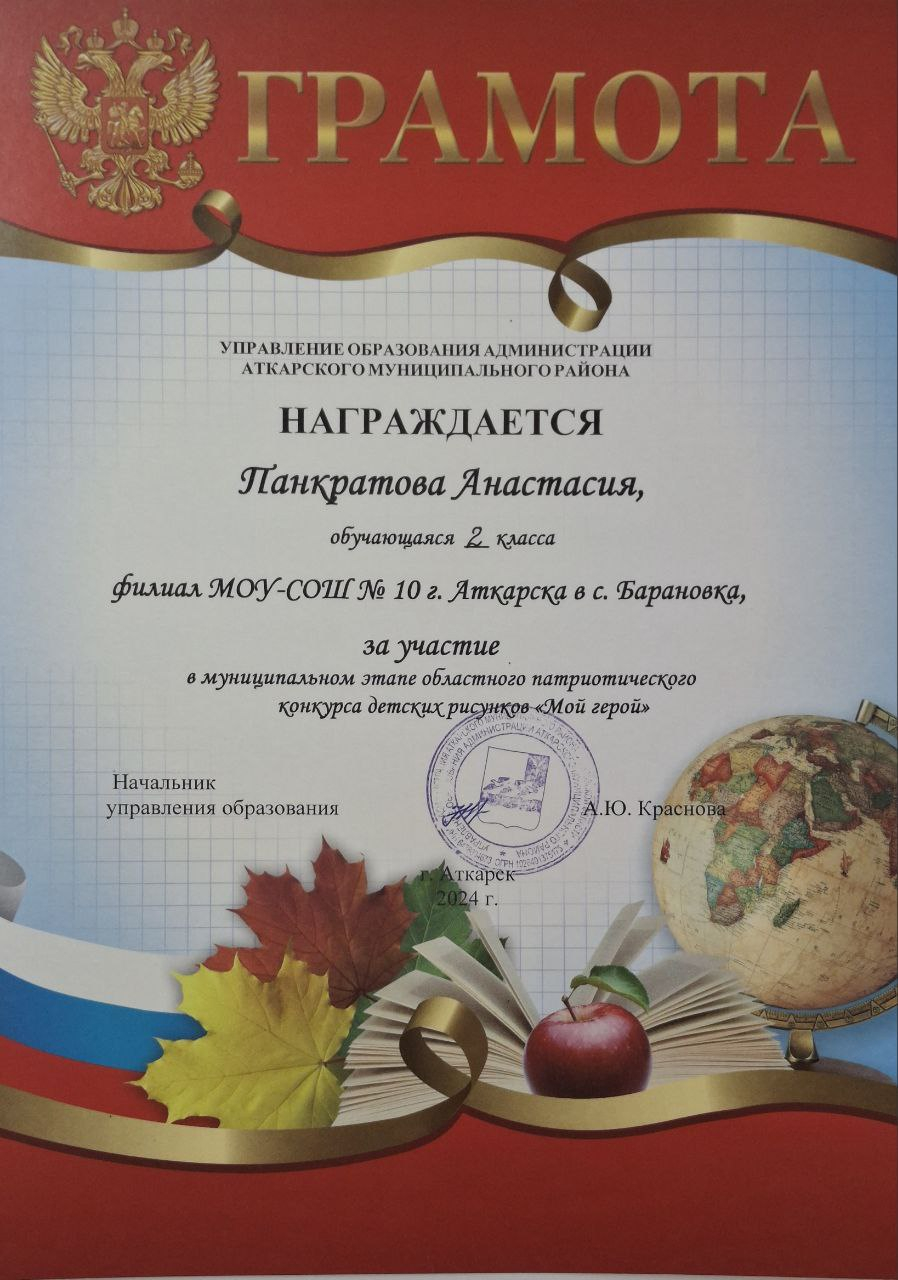 ГРАМОТА
УПРАВЛЕНИЕ ОБРАЗОВАНИЯ АДМИНИСТРАЦИИ
АТКАРСКОГО МУНИЦИПАЛЬНОГО РАЙОНА
НАГРАЖДАЕТСЯ
Панкратова Анастасия,
обучающаяся 2 класса
филиал МОУ-СОШ № 10 г. Аткарска в с. Барановка,
за участие
в муниципальном этапе областного патриотического
конкурса детских рисунков «Мой герой»
Начальник
управления образования
А.Ю. Краснова
г. Аткарск
2024 г.